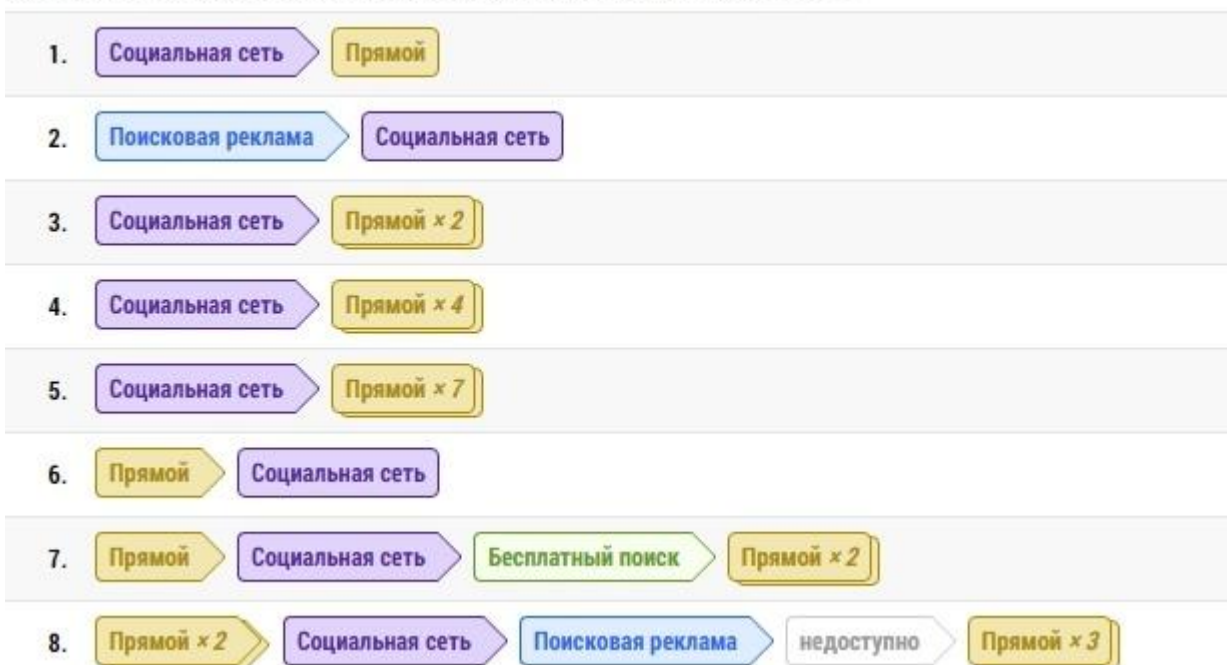 1. Социальная сеть Прямой
2. Поисковая реклама Социальная сеть
3. Социальная сеть Прямой × 2
4. Социальная сеть Прямой × 4
5. Социальная сеть Прямой × 7
6. Прямой Социальная сеть
7. Прямой Социальная сеть Бесплатный поиск Прямой × 2
8. Прямой × 2 Социальная сеть Поисковая реклама недоступно Прямой × 3